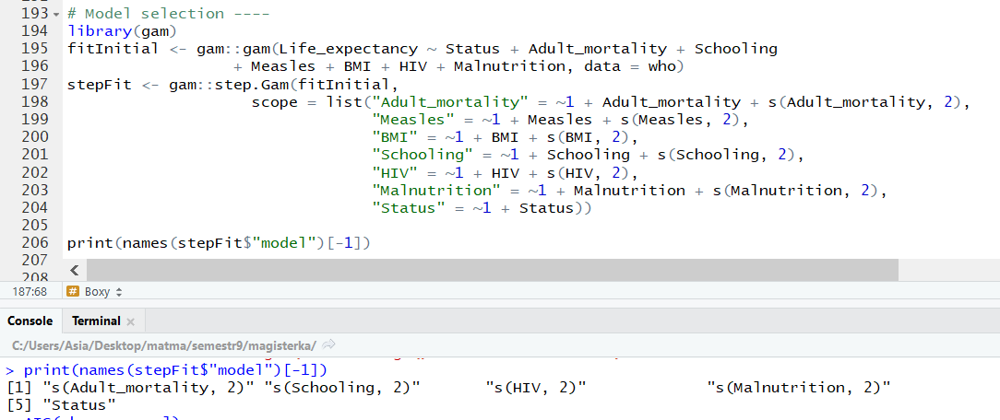 193 # Model selection ----
194 library(gam)
195 fitInitial <- gam::gam(Life_expectancy ~ Status + Adult_mortality + Schooling
196                   + Measles + BMI + HIV + Malnutrition, data = who)
197 stepFit <- gam::step.Gam(fitInitial,
198                     scope = list("Adult_mortality" = ~1 + Adult_mortality + s(Adult_mortality, 2),
199                                  "Measles" = ~1 + Measles + s(Measles, 2),
200                                  "BMI" = ~1 + BMI + s(BMI, 2),
201                                  "Schooling" = ~1 + Schooling + s(Schooling, 2),
202                                  "HIV" = ~1 + HIV + s(HIV, 2),
203                                  "Malnutrition" = ~1 + Malnutrition + s(Malnutrition, 2),
204                                  "Status" = ~1 + Status))
205
206 print(names(stepFit$"model")[-1])
207
208
187:68 # Boxy
Console Terminal
C:/Users/Asia/Desktop/matma/semestr9/magisterka/
> print(names(stepFit$"model")[-1])
[1] "s(Adult_mortality, 2)" "s(Schooling, 2)"       "s(HIV, 2)"             "s(Malnutrition, 2)"
[5] "Status"